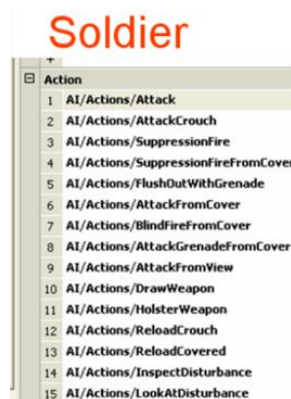 Soldier
Action
1 AI/Actions/Attack
2 AI/Actions/AttackCrouch
3 AI/Actions/SuppressionFire
4 AI/Actions/SuppressionFireFromCover
5 AI/Actions/FlushOutWithGrenade
6 AI/Actions/AttackFromCover
7 AI/Actions/BlindFireFromCover
8 AI/Actions/AttackGrenadeFromCover
9 AI/Actions/AttackFromView
10 AI/Actions/DrawWeapon
11 AI/Actions/HolsterWeapon
12 AI/Actions/ReloadCrouch
13 AI/Actions/ReloadCovered
14 AI/Actions/InspectDisturbance
15 AI/Actions/LookAtDisturbance